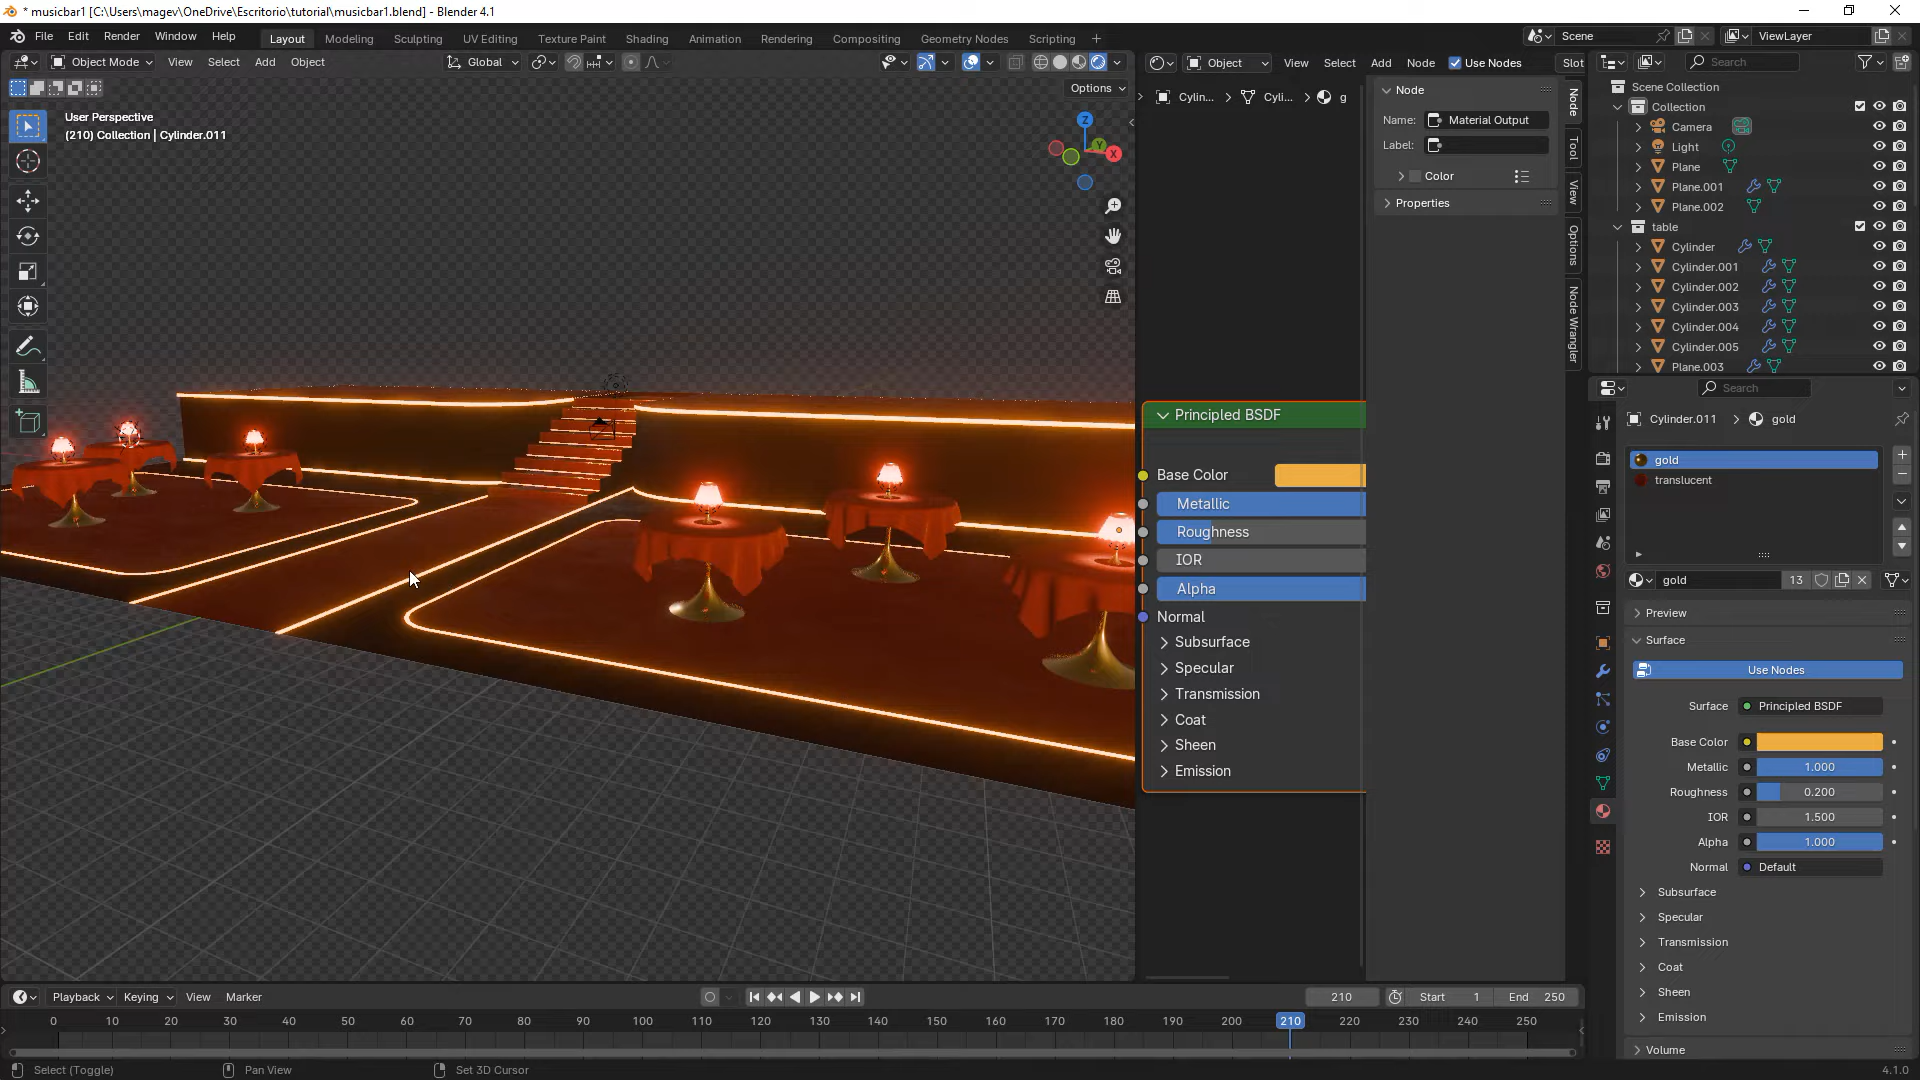 * musicbar1 [C:\Users\magev\OneDrive\Escritorio\tutorial\musicbar1.blend] - Blender 4.1
File Edit Render Window Help Layout Modeling Sculpting UV Editing Texture Paint Shading Animation Rendering Compositing Geometry Nodes Scripting + Scene ViewLayer
Object Mode View Select Add Object Global Object View Select Add Node Use Nodes Slot Search
Options
User Perspective
(210) Collection | Cylinder.011
Z
Y
X
Cylin... Cyli... g
Node
Name: Material Output
Label:
Color
Properties
Node
Tool
View
Options
Node Wrangler
Principled BSDF
Base Color
Metallic
Roughness
IOR
Alpha
Normal
Subsurface
Specular
Transmission
Coat
Sheen
Emission
Scene Collection
Collection
Camera
Light
Plane
Plane.001
Plane.002
table
Cylinder
Cylinder.001
Cylinder.002
Cylinder.003
Cylinder.004
Cylinder.005
Plane.003
Search
Cylinder.011 gold
gold
translucent
gold 13
Preview
Surface
Use Nodes
Surface Principled BSDF
Base Color
Metallic 1.000
Roughness 0.200
IOR 1.500
Alpha 1.000
Normal Default
Subsurface
Specular
Transmission
Coat
Sheen
Emission
Volume
Playback Keying View Marker 210 Start 1 End 250
0 10 20 30 40 50 60 70 80 90 100 110 120 130 140 150 160 170 180 190 200 210 220 230 240 250
Select (Toggle) Pan View Set 3D Cursor 4.1.0